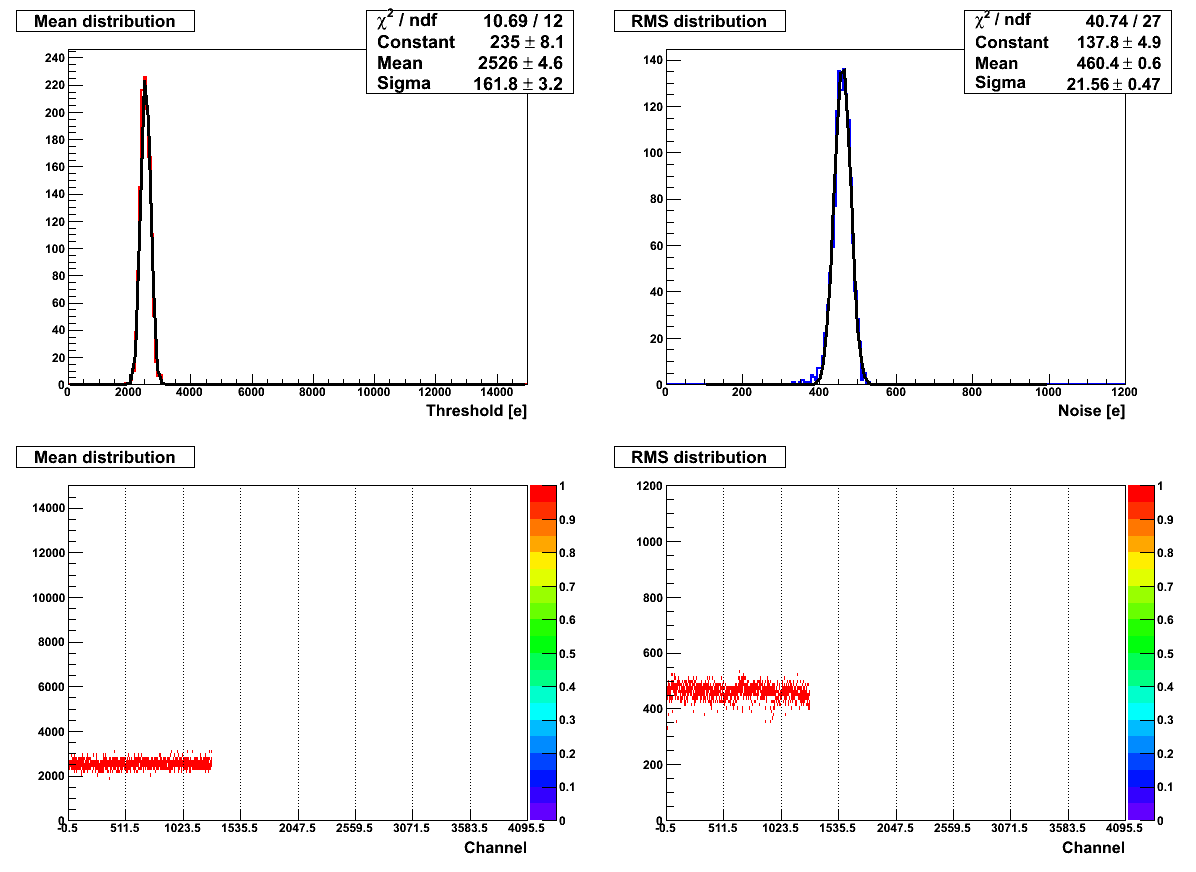 Mean distribution
χ2 / ndf 10.69 / 12
Constant 235 ± 8.1
Mean 2526 ± 4.6
Sigma 161.8 ± 3.2
240
220
200
180
160
140
120
100
80
60
40
20
0
0 2000 4000 6000 8000 10000 12000 14000
Threshold [e]
RMS distribution
χ2 / ndf 40.74 / 27
Constant 137.8 ± 4.9
Mean 460.4 ± 0.6
Sigma 21.56 ± 0.47
140
120
100
80
60
40
20
0
0 200 400 600 800 1000 1200
Noise [e]
Mean distribution
14000
12000
10000
8000
6000
4000
2000
0
-0.5 511.5 1023.5 1535.5 2047.5 2559.5 3071.5 3583.5 4095.5
Channel
1
0.9
0.8
0.7
0.6
0.5
0.4
0.3
0.2
0.1
0
RMS distribution
1200
1000
800
600
400
200
0
-0.5 511.5 1023.5 1535.5 2047.5 2559.5 3071.5 3583.5 4095.5
Channel
1
0.9
0.8
0.7
0.6
0.5
0.4
0.3
0.2
0.1
0